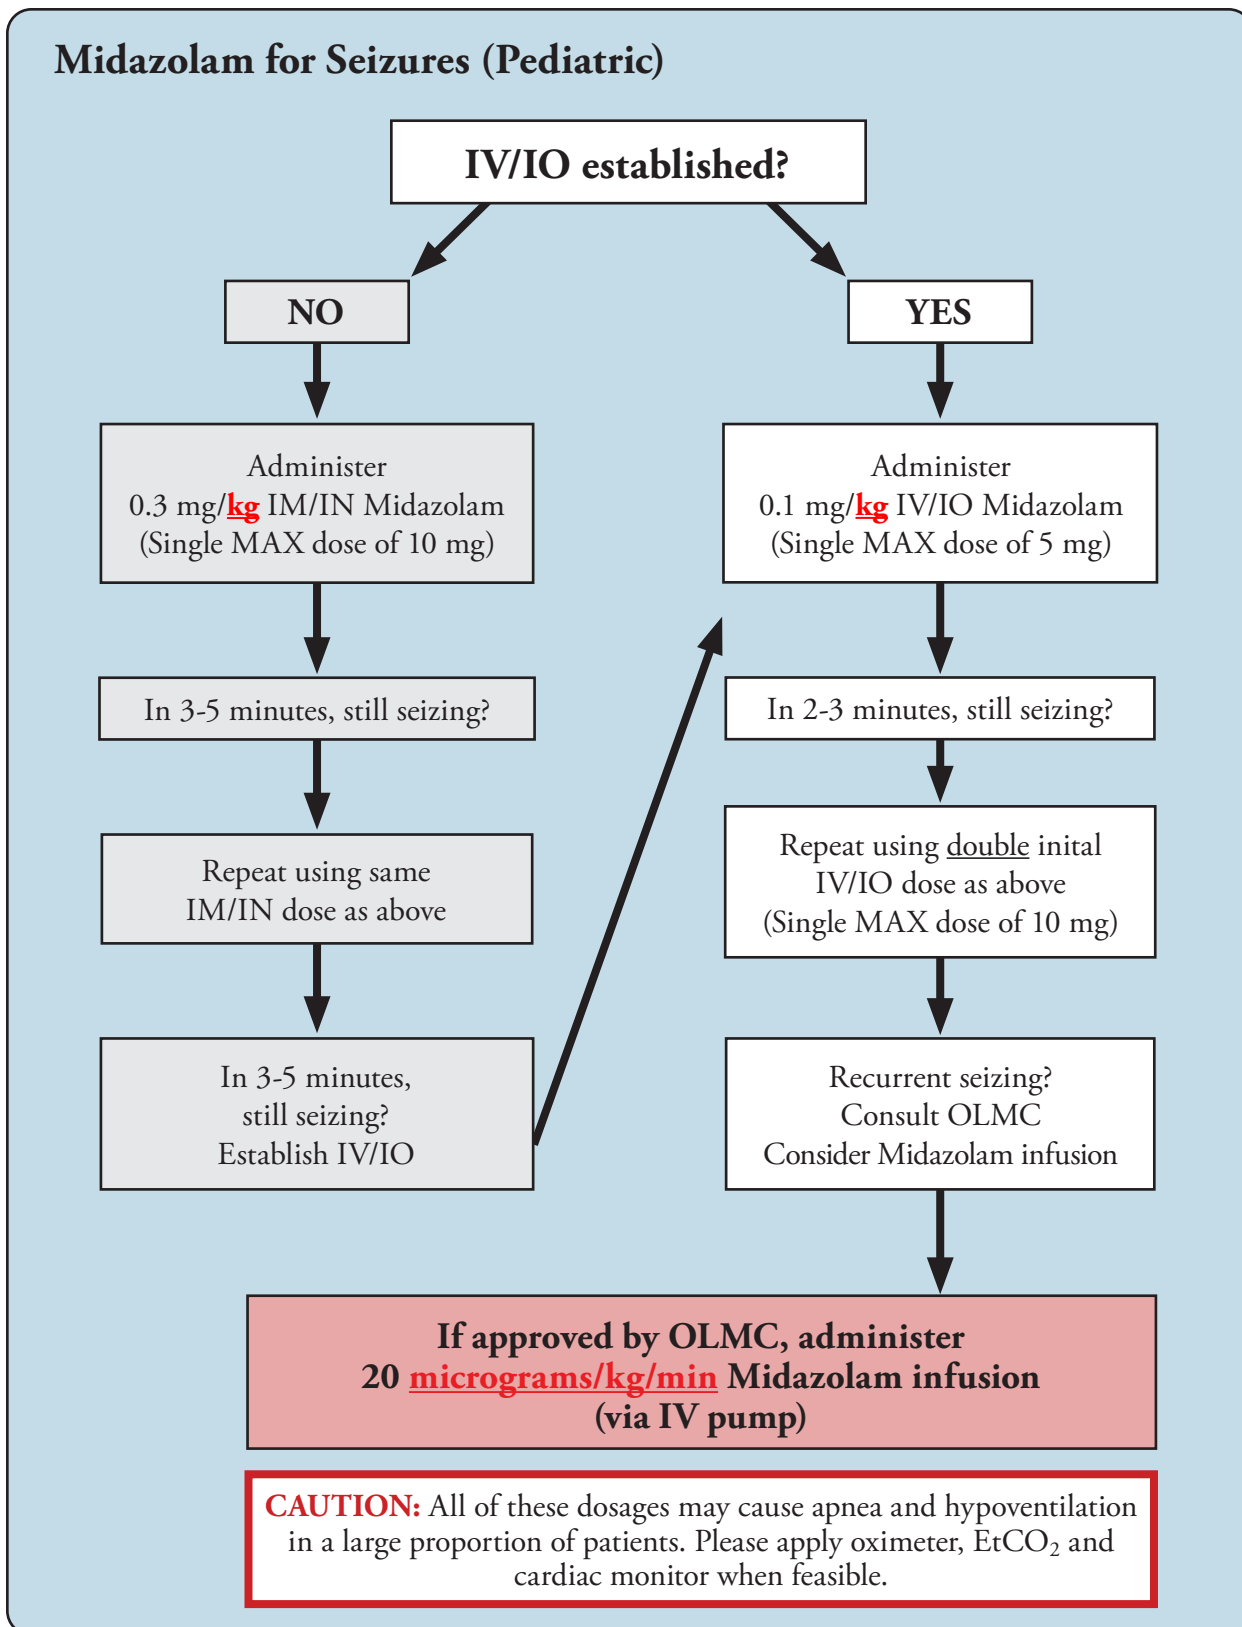 Midazolam for Seizures (Pediatric)
IV/IO established?
NO
Administer
0.3 mg/kg IM/IN Midazolam
(Single MAX dose of 10 mg)
In 3-5 minutes, still seizing?
Repeat using same
IM/IN dose as above
In 3-5 minutes,
still seizing?
Establish IV/IO
YES
Administer
0.1 mg/kg IV/IO Midazolam
(Single MAX dose of 5 mg)
In 2-3 minutes, still seizing?
Repeat using double inital
IV/IO dose as above
(Single MAX dose of 10 mg)
Recurrent seizing?
Consult OLMC
Consider Midazolam infusion
If approved by OLMC, administer
20 micrograms/kg/min Midazolam infusion
(via IV pump)
CAUTION: All of these dosages may cause apnea and hypoventilation
in a large proportion of patients. Please apply oximeter, EtCO₂ and
cardiac monitor when feasible.